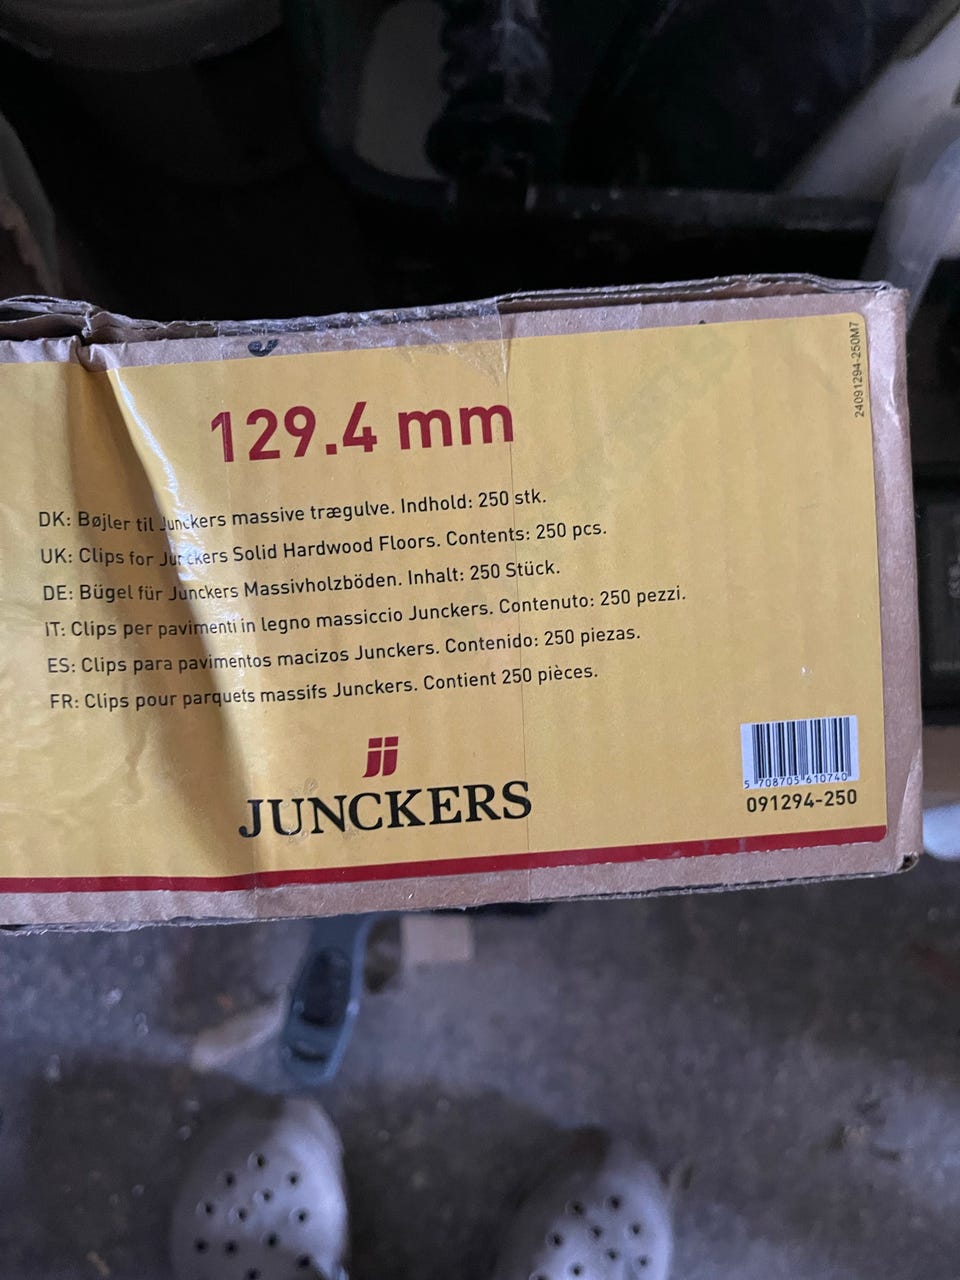 129.4 mm
24091294-250M7
DK: Bøjler til Junckers massive trægulve. Indhold: 250 stk.
UK: Clips for Junckers Solid Hardwood Floors. Contents: 250 pcs.
DE: Bügel für Junckers Massivholzböden. Inhalt: 250 Stück.
IT: Clips per pavimenti in legno massiccio Junckers. Contenuto: 250 pezzi.
ES: Clips para pavimentos macizos Junckers. Contenido: 250 piezas.
FR: Clips pour parquets massifs Junckers. Contient 250 pièces.
JUNCKERS
5 708705 610740
091294-250